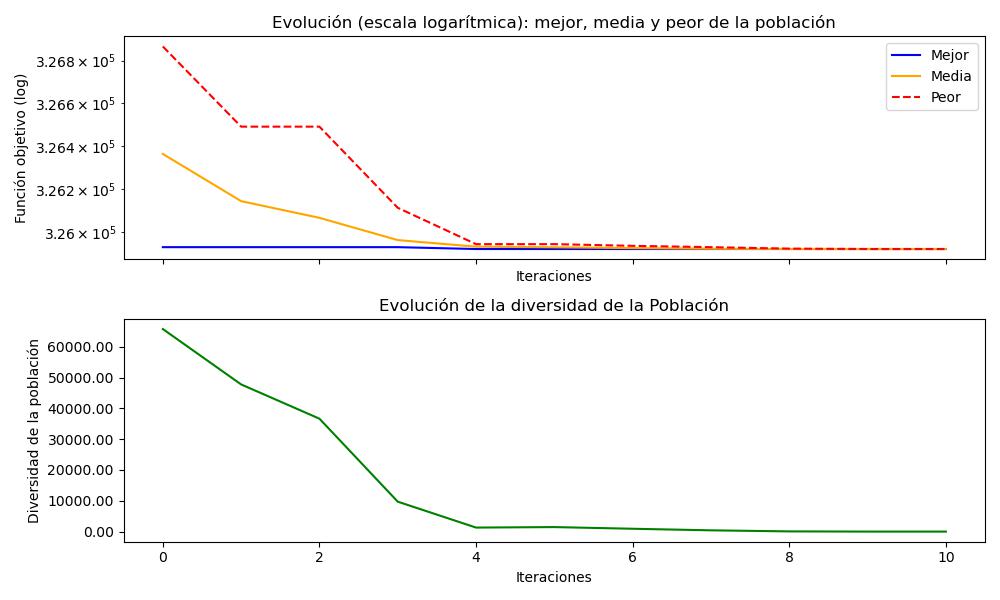 Evolución (escala logarítmica): mejor, media y peor de la población
Función objetivo (log)
3.268 × 10⁵
3.266 × 10⁵
3.264 × 10⁵
3.262 × 10⁵
3.26 × 10⁵
Mejor
Media
Peor
Iteraciones
Evolución de la diversidad de la Población
Diversidad de la población
60000.00
50000.00
40000.00
30000.00
20000.00
10000.00
0.00
0 2 4 6 8 10
Iteraciones